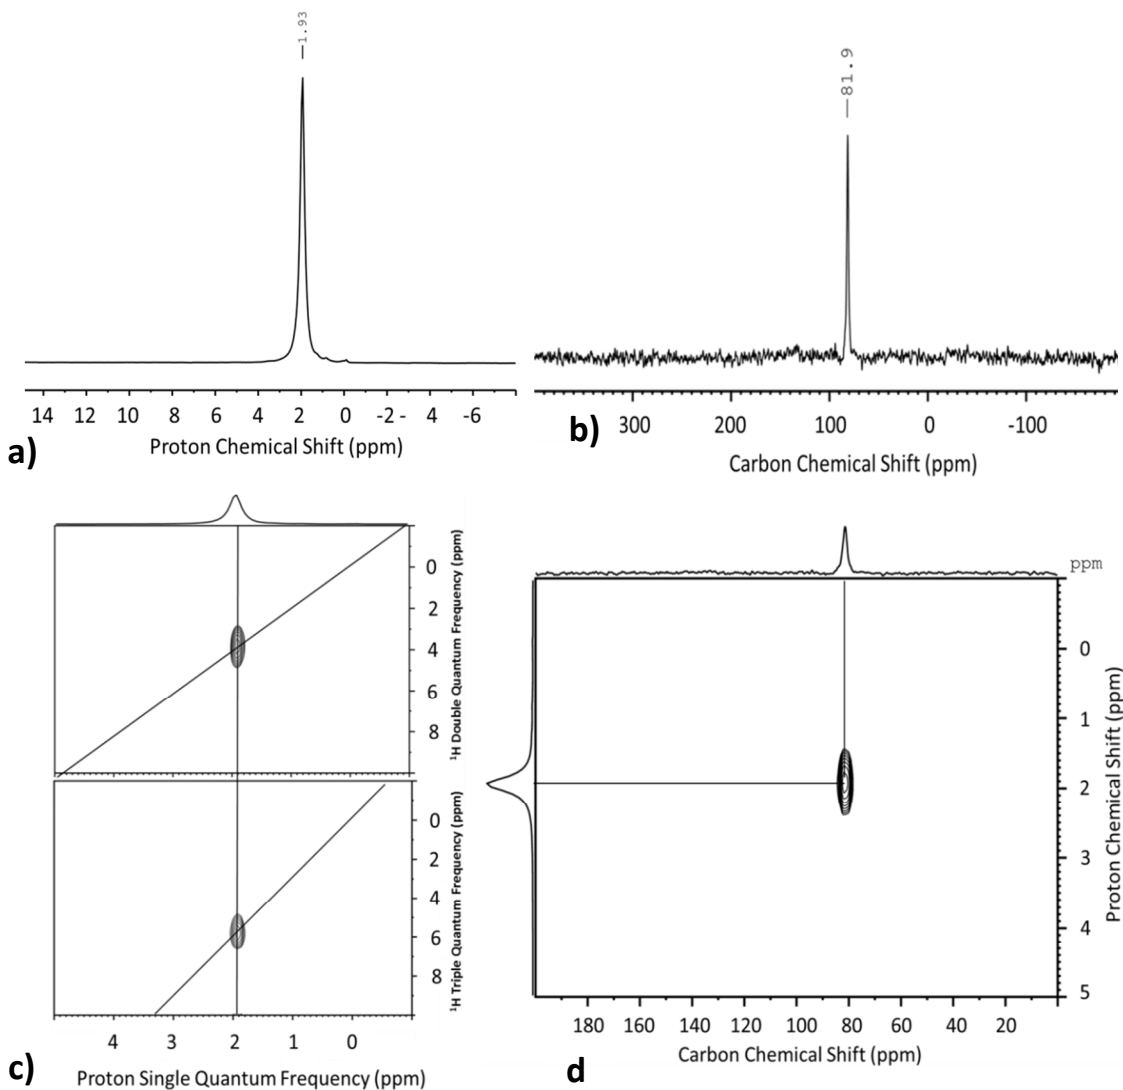 —1.93
14 12 10 8 6 4 2 0 -2 - 4 -6
Proton Chemical Shift (ppm)
a)
—81.9
300 200 100 0 -100
Carbon Chemical Shift (ppm)
b)
0
2
4
6
8
¹H Double Quantum Frequency (ppm)
0
2
4
6
8
¹H Triple Quantum Frequency (ppm)
4 3 2 1 0
Proton Single Quantum Frequency (ppm)
c)
ppm
0
1
2
3
4
5
Proton Chemical Shift (ppm)
180 160 140 120 100 80 60 40 20
Carbon Chemical Shift (ppm)
d